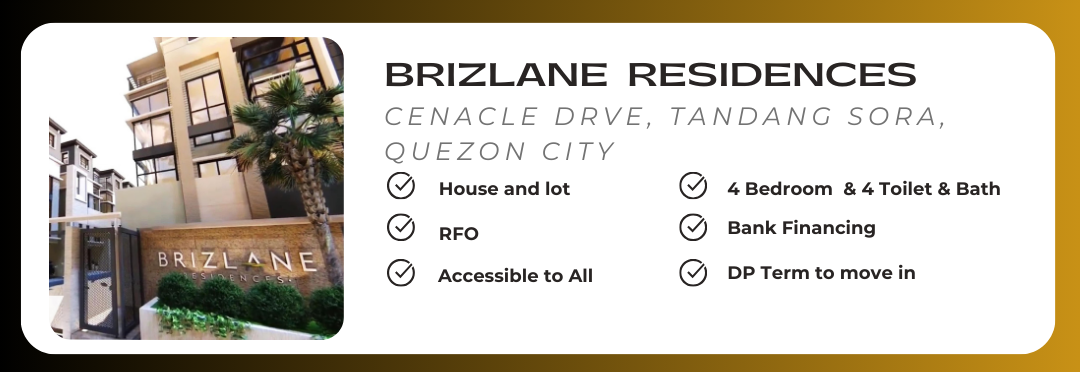 BRIZLANE RESIDENCES
CENACLE DRVE, TANDANG SORA,
QUEZON CITY
House and lot
4 Bedroom & 4 Toilet & Bath
RFO
Bank Financing
Accessible to All
DP Term to move in
BRIZLANE
RESIDENCES